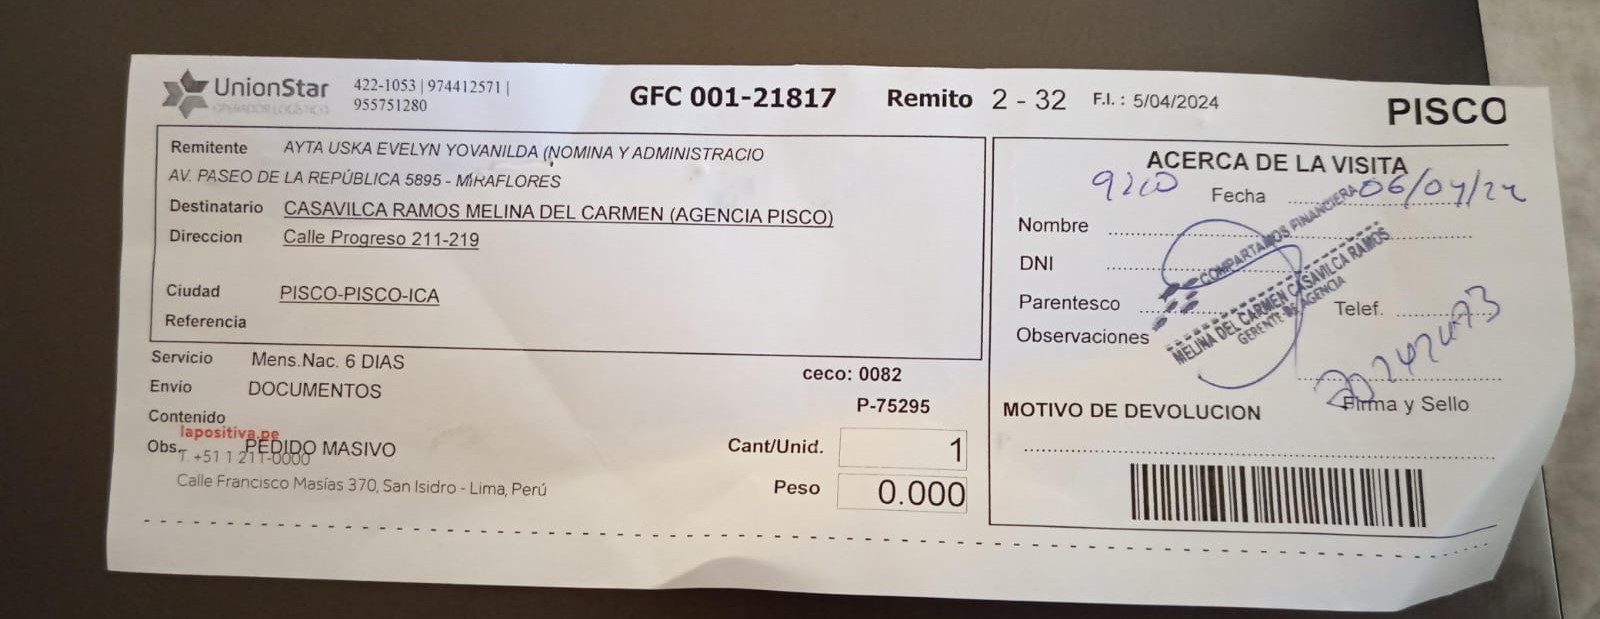 UnionStar
OPERADOR LOGÍSTICO
422-1053 | 974412571 |
955751280
GFC 001-21817 Remito 2 - 32 F.I. : 5/04/2024
PISCO
Remitente AYTA USKA EVELYN YOVANILDA (NOMINA Y ADMINISTRACIO
AV. PASEO DE LA REPÚBLICA 5895 - MIRAFLORES
Destinatario CASAVILCA RAMOS MELINA DEL CARMEN (AGENCIA PISCO)
Direccion Calle Progreso 211-219
Ciudad PISCO-PISCO-ICA
Referencia
Servicio Mens.Nac. 6 DIAS
Envío DOCUMENTOS
ceco: 0082
P-75295
Contenido
lapositiva.pe
Obs. PEDIDO MASIVO
T. +51 1 211-0000
Calle Francisco Masías 370, San Isidro - Lima, Perú
Cant/Unid. 1
Peso 0.000
ACERCA DE LA VISITA
Fecha 06/04/24
Nombre
DNI
Parentesco
Telef.
Observaciones
COMPARTAMOS FINANCIERA
MELINA DEL CARMEN CASAVILCA RAMOS
GERENTE DE AGENCIA
Firma y Sello
MOTIVO DE DEVOLUCION